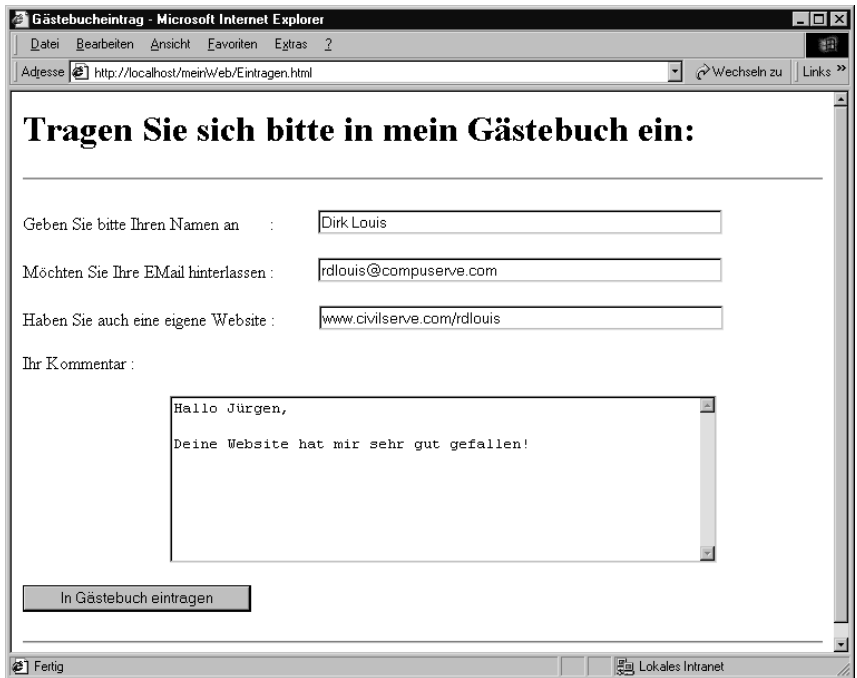 Gästebucheintrag - Microsoft Internet Explorer
Datei Bearbeiten Ansicht Favoriten Extras ?
Adresse http://localhost/meinWeb/Eintragen.html Wechseln zu Links »
Tragen Sie sich bitte in mein Gästebuch ein:
Geben Sie bitte Ihren Namen an : Dirk Louis
Möchten Sie Ihre EMail hinterlassen : rdlouis@compuserve.com
Haben Sie auch eine eigene Website : www.civilserve.com/rdlouis
Ihr Kommentar :
Hallo Jürgen,
Deine Website hat mir sehr gut gefallen!
In Gästebuch eintragen
Fertig Lokales Intranet